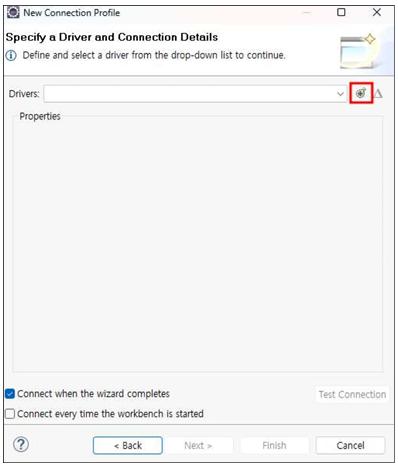 New Connection Profile
Specify a Driver and Connection Details
Define and select a driver from the drop-down list to continue.
Drivers:
Properties
Connect when the wizard completes
Test Connection
Connect every time the workbench is started
?
< Back
Next >
Finish
Cancel